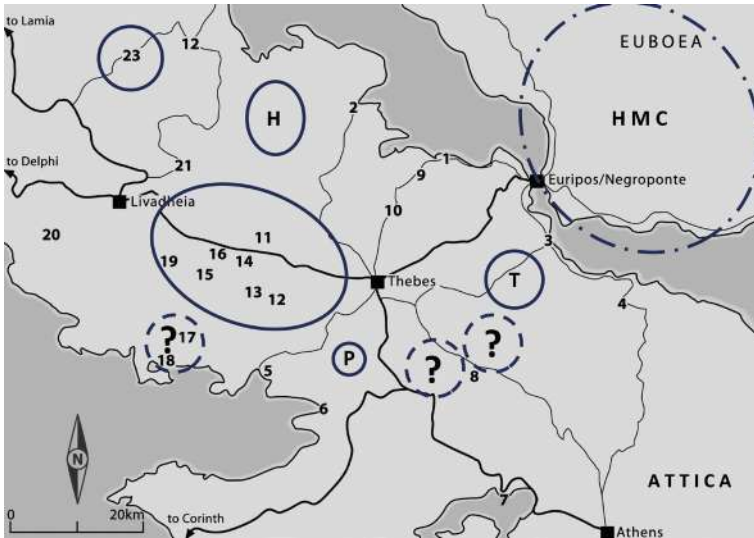 to Lamia
23
12
EUBOEA
H
2
HMC
1
to Delphi
21
9
Euripos/Negroponte
Livadheia
10
20
11
3
16
14
19
15
Thebes
T
13
12
4
?
17
?
18
P
?
5
8
6
N
ATTICA
7
0
20km
to Corinth
Athens